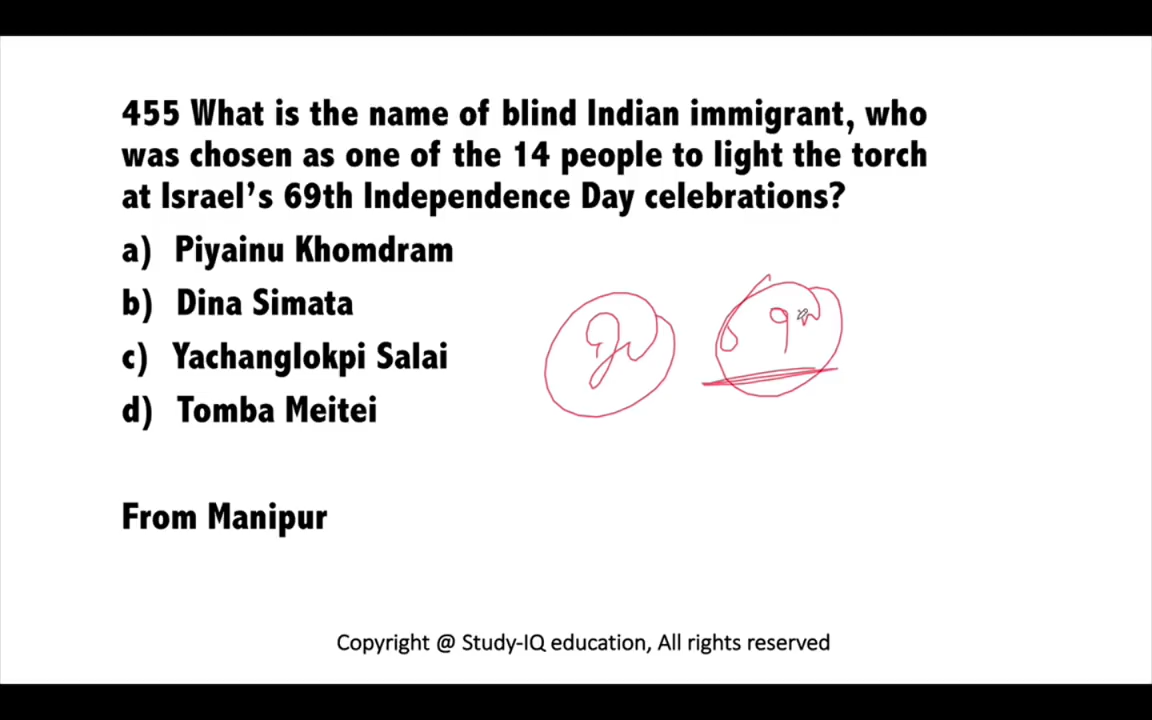 455 What is the name of blind Indian immigrant, who
was chosen as one of the 14 people to light the torch
at Israel's 69th Independence Day celebrations?
a) Piyainu Khomdram
b) Dina Simata
c) Yachanglokpi Salai
d) Tomba Meitei
From Manipur
Copyright @ Study-IQ education, All rights reserved